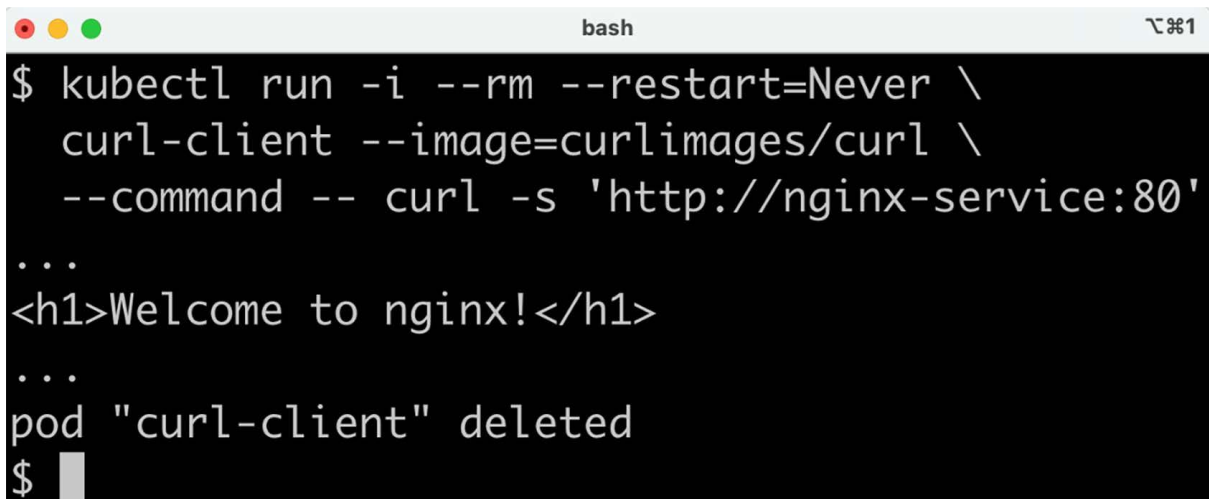 bash
⌥⌘1
$ kubectl run -i --rm --restart=Never \
curl-client --image=curlimages/curl \
--command -- curl -s 'http://nginx-service:80'
...
<h1>Welcome to nginx!</h1>
...
pod "curl-client" deleted
$